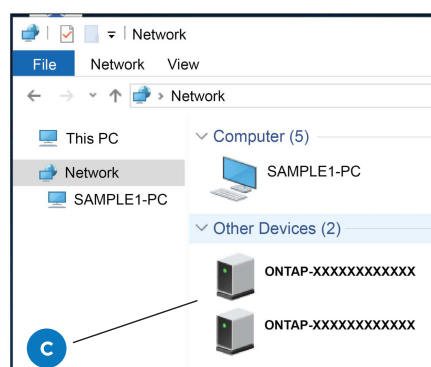 Network
File Network View
Network
This PC
Network
SAMPLE1-PC
Computer (5)
SAMPLE1-PC
Other Devices (2)
ONTAP-XXXXXXXXXXXX
ONTAP-XXXXXXXXXXXX
C